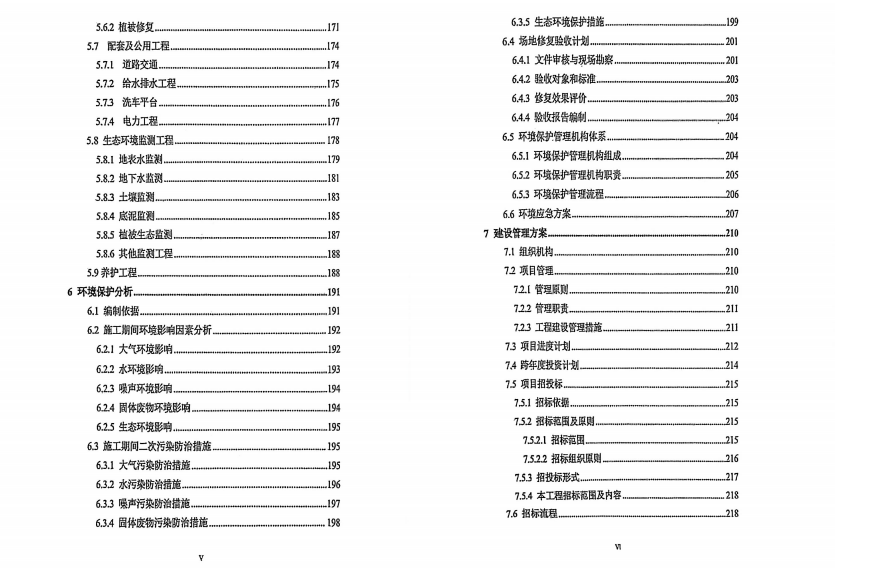 5.6.2 植被修复 171
5.7 配套及公用工程 174
5.7.1 道路交通 174
5.7.2 给水排水工程 175
5.7.3 洗车平台 176
5.7.4 电力工程 177
5.8 生态环境监测工程 178
5.8.1 地表水监测 179
5.8.2 地下水监测 181
5.8.3 土壤监测 183
5.8.4 底泥监测 185
5.8.5 植被生态监测 187
5.8.6 其他监测工程 188
5.9 养护工程 188
6 环境保护分析 191
6.1 编制依据 191
6.2 施工期间环境影响因素分析 192
6.2.1 大气环境影响 192
6.2.2 水环境影响 193
6.2.3 噪声环境影响 194
6.2.4 固体废物环境影响 194
6.2.5 生态环境影响 195
6.3 施工期间二次污染防治措施 195
6.3.1 大气污染防治措施 195
6.3.2 水污染防治措施 196
6.3.3 噪声污染防治措施 197
6.3.4 固体废物污染防治措施 198
V
6.3.5 生态环境保护措施 199
6.4 场地修复验收计划 201
6.4.1 文件审核与现场勘察 201
6.4.2 验收对象和标准 203
6.4.3 修复效果评价 203
6.4.4 验收报告编制 204
6.5 环境保护管理机构体系 204
6.5.1 环境保护管理机构组成 204
6.5.2 环境保护管理机构职责 205
6.5.3 环境保护管理流程 206
6.6 环境应急方案 207
7 建设管理方案 210
7.1 组织机构 210
7.2 项目管理 210
7.2.1 管理原则 210
7.2.2 管理职责 211
7.2.3 工程建设管理措施 211
7.3 项目进度计划 212
7.4 跨年度投资计划 214
7.5 项目招投标 215
7.5.1 招标依据 215
7.5.2 招标范围及原则 215
7.5.2.1 招标范围 215
7.5.2.2 招标组织原则 216
7.5.3 招投标形式 217
7.5.4 本工程招标范围及内容 218
7.6 招标流程 218
VI